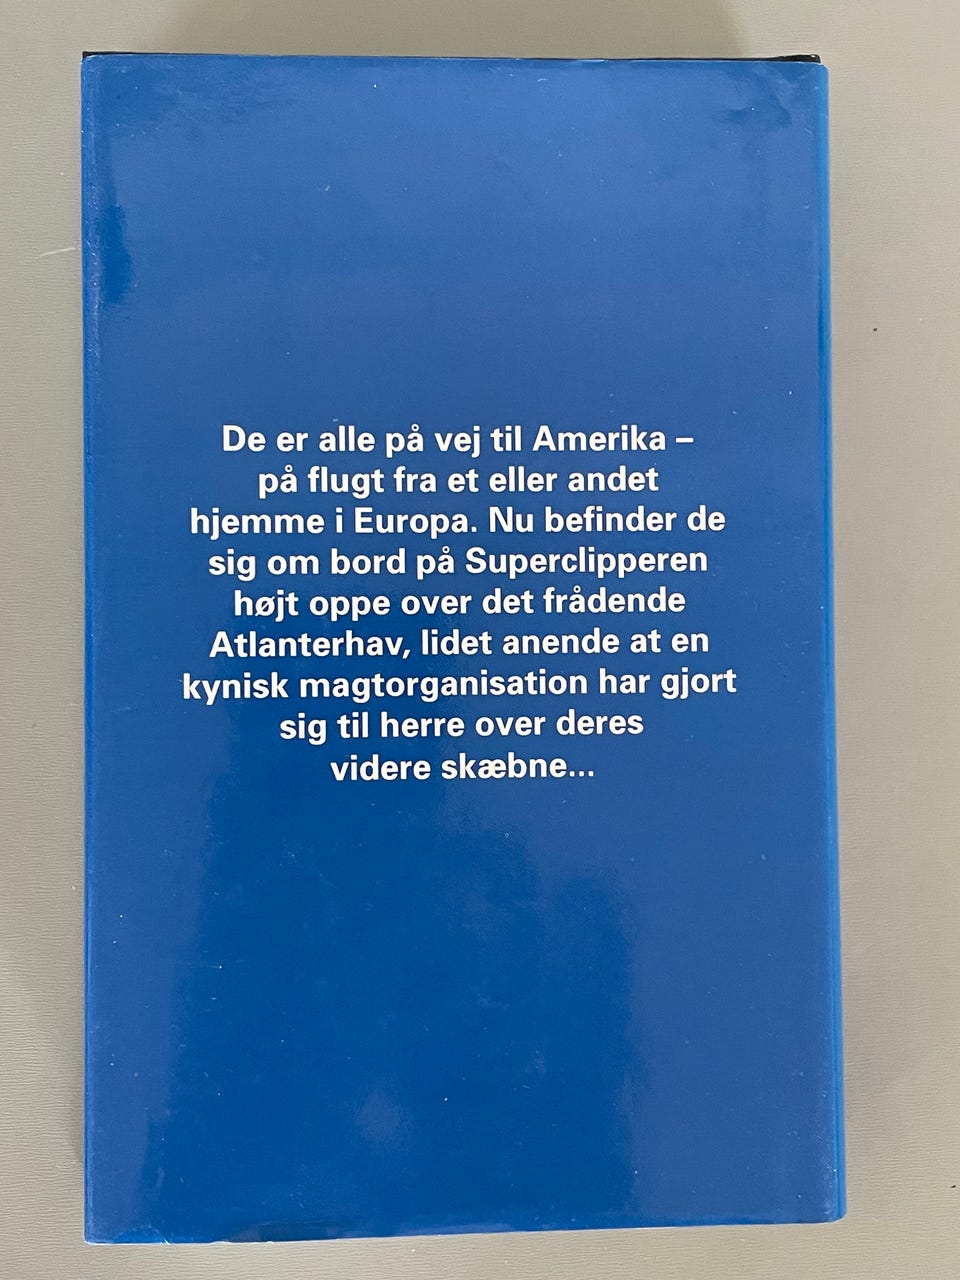 De er alle på vej til Amerika –
på flugt fra et eller andet
hjemme i Europa. Nu befinder de
sig om bord på Superclipperen
højt oppe over det frådende
Atlanterhav, lidet anende at en
kynisk magtorganisation har gjort
sig til herre over deres
videre skæbne...